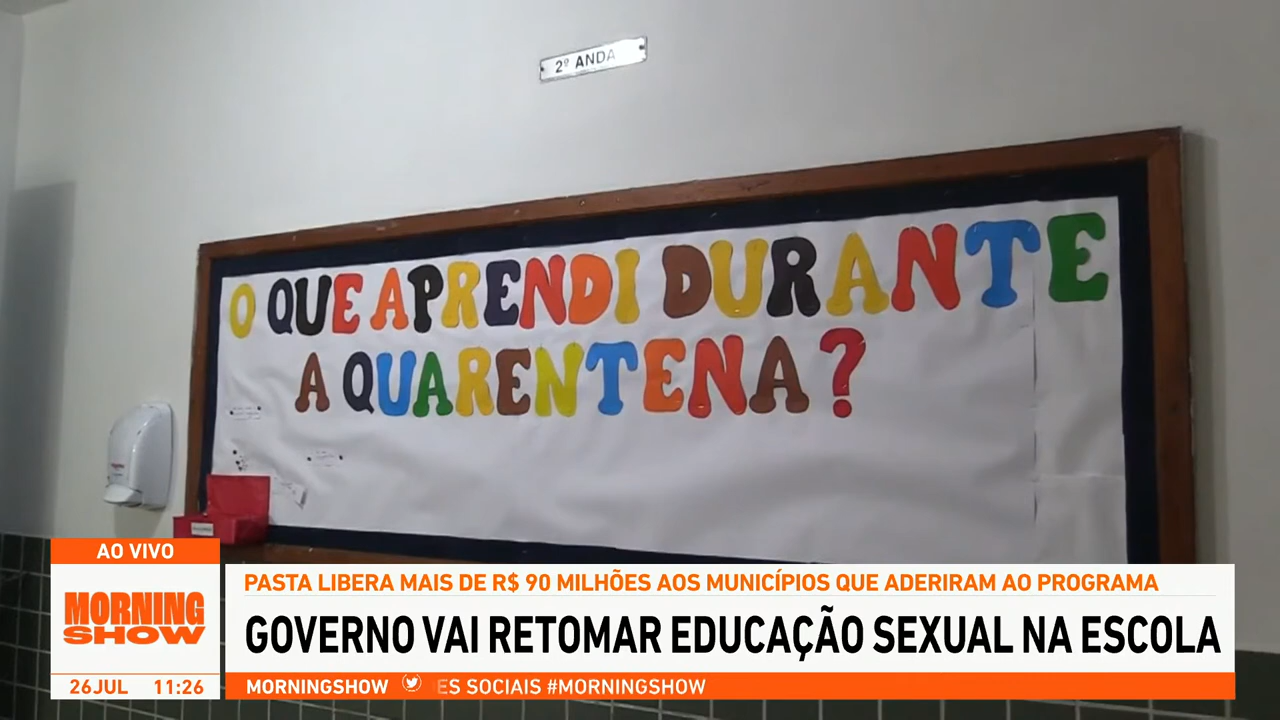 2º ANDA
O QUE APRENDI DURANTE
A QUARENTENA?
AO VIVO
MORNING
SHOW
26JUL 11:26
PASTA LIBERA MAIS DE R$ 90 MILHÕES AOS MUNICÍPIOS QUE ADERIRAM AO PROGRAMA
GOVERNO VAI RETOMAR EDUCAÇÃO SEXUAL NA ESCOLA
MORNINGSHOW ES SOCIAIS #MORNINGSHOW